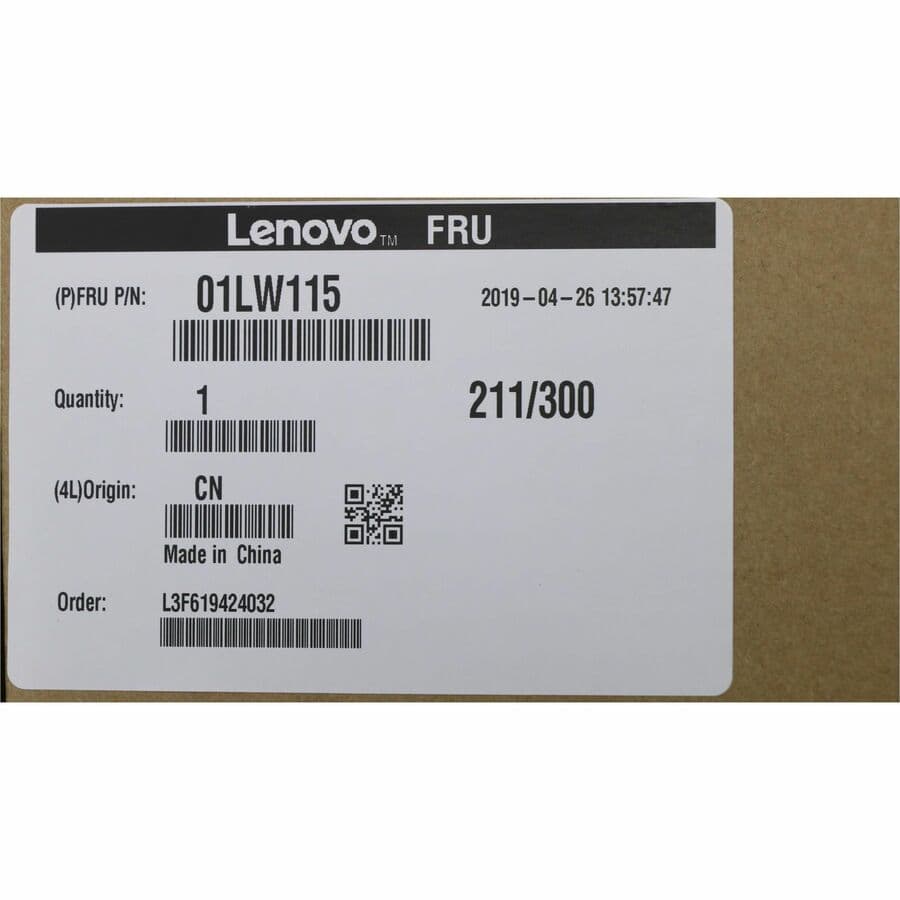 Lenovo™ FRU
(P)FRU P/N: 01LW115 2019-04-26 13:57:47
Quantity: 1 211/300
(4L)Origin: CN
Made in China
Order: L3F619424032